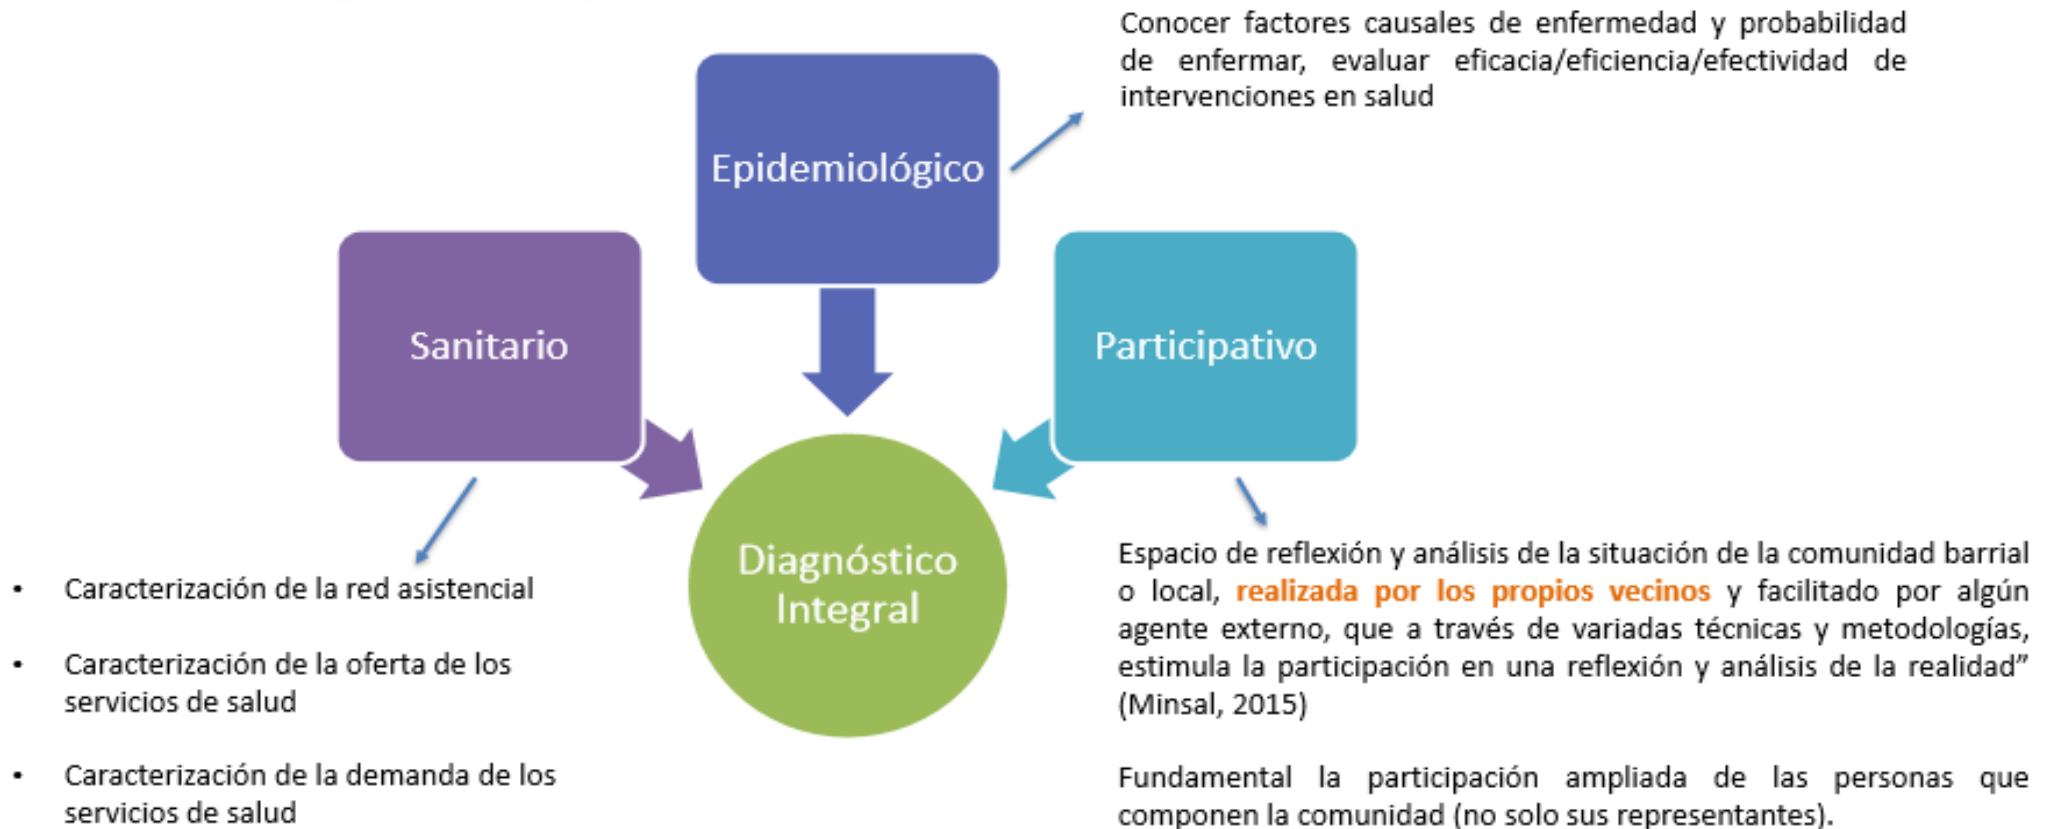 Conocer factores causales de enfermedad y probabilidad
de enfermar, evaluar eficacia/eficiencia/efectividad de
intervenciones en salud
Epidemiológico
Sanitario
Participativo
Diagnóstico
Integral
• Caracterización de la red asistencial
• Caracterización de la oferta de los
servicios de salud
• Caracterización de la demanda de los
servicios de salud
Espacio de reflexión y análisis de la situación de la comunidad barrial
o local, realizada por los propios vecinos y facilitado por algún
agente externo, que a través de variadas técnicas y metodologías,
estimula la participación en una reflexión y análisis de la realidad”
(Minsal, 2015)
Fundamental la participación ampliada de las personas que
componen la comunidad (no solo sus representantes).